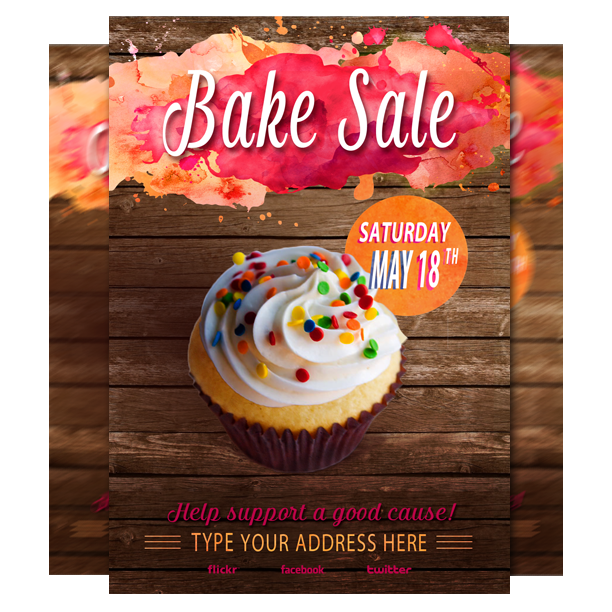 Bake Sale
SATURDAY
MAY 18TH
Help support a good cause!
TYPE YOUR ADDRESS HERE
flickr facebook twitter